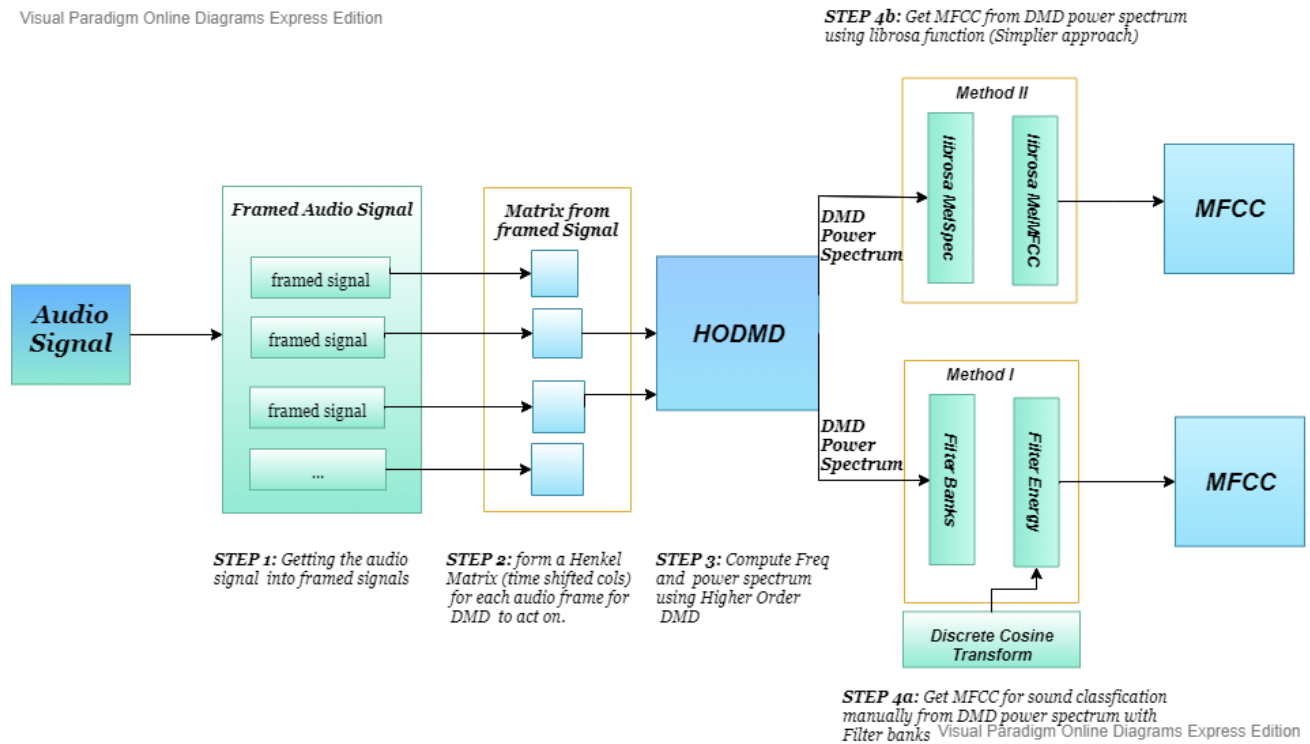 Visual Paradigm Online Diagrams Express Edition
STEP 4b: Get MFCC from DMD power spectrum
using librosa function (Simplier approach)
Method II
librosa MelSpec
librosa MelMFCC
MFCC
Framed Audio Signal
framed signal
framed signal
framed signal
...
Matrix from
framed Signal
Audio
Signal
HODMD
DMD
Power
Spectrum
DMD
Power
Spectrum
Method I
Filter Banks
Filter Energy
MFCC
Discrete Cosine
Transform
STEP 1: Getting the audio
signal into framed signals
STEP 2: form a Henkel
Matrix (time shifted cols)
for each audio frame for
DMD to act on.
STEP 3: Compute Freq
and power spectrum
using Higher Order
DMD
STEP 4a: Get MFCC for sound classfication
manually from DMD power spectrum with
Filter banks
Visual Paradigm Online Diagrams Express Edition